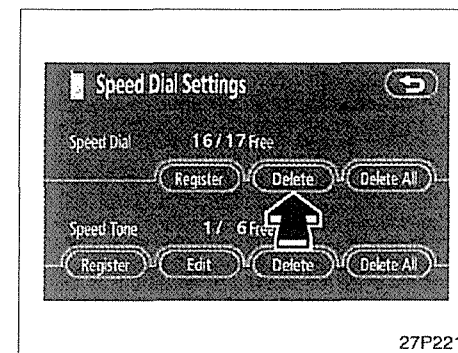 Speed Dial Settings
Speed Dial 16/17 Free
Register Delete Delete All
Speed Tone 1/ 6 Free
Register Edit Delete Delete All
27P221